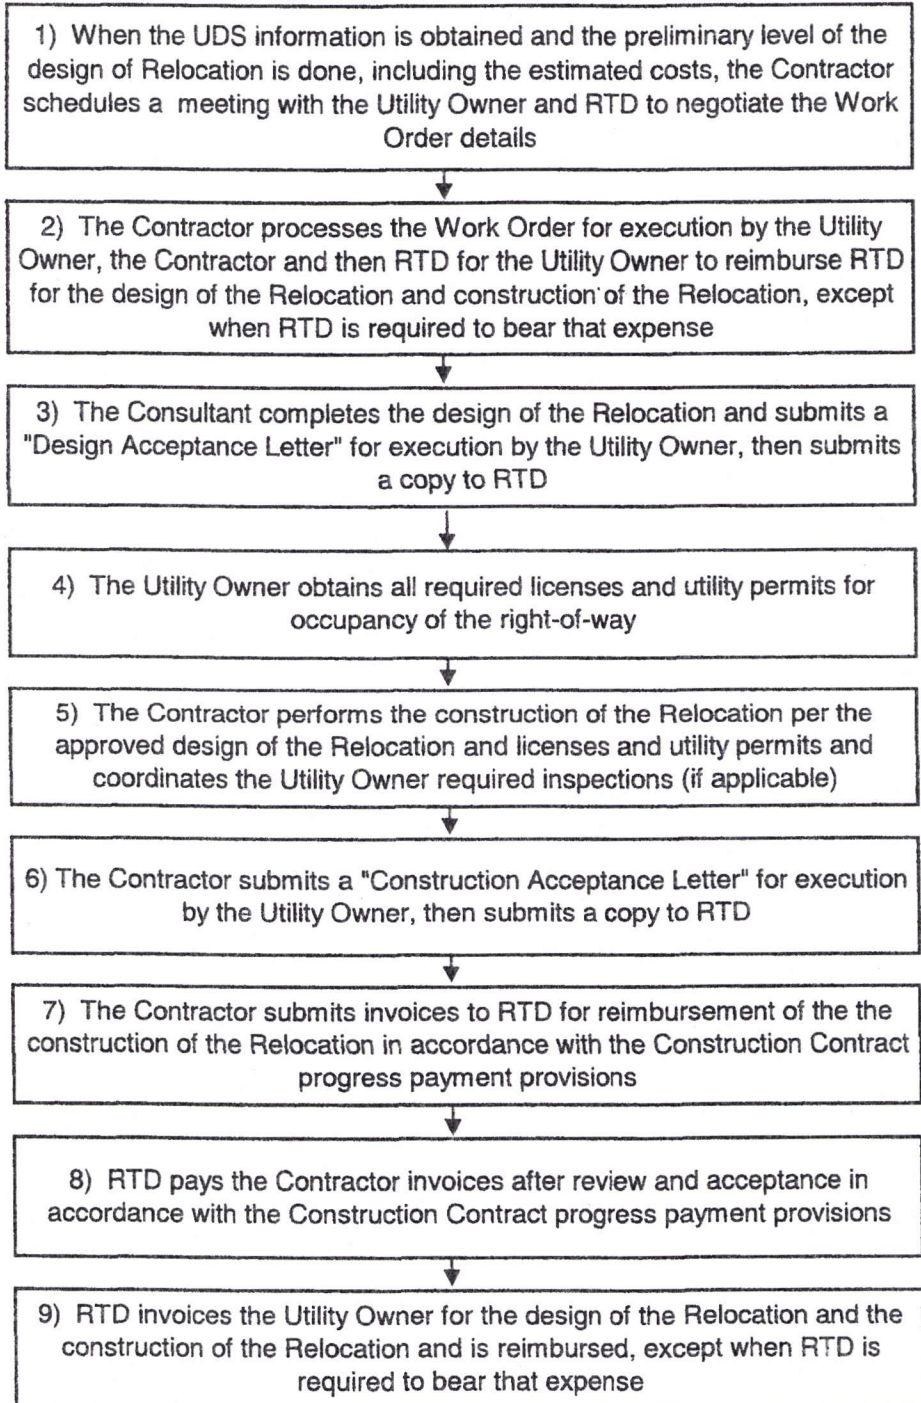 1) When the UDS information is obtained and the preliminary level of the
design of Relocation is done, including the estimated costs, the Contractor
schedules a meeting with the Utility Owner and RTD to negotiate the Work
Order details
2) The Contractor processes the Work Order for execution by the Utility
Owner, the Contractor and then RTD for the Utility Owner to reimburse RTD
for the design of the Relocation and construction of the Relocation, except
when RTD is required to bear that expense
3) The Consultant completes the design of the Relocation and submits a
"Design Acceptance Letter" for execution by the Utility Owner, then submits
a copy to RTD
4) The Utility Owner obtains all required licenses and utility permits for
occupancy of the right-of-way
5) The Contractor performs the construction of the Relocation per the
approved design of the Relocation and licenses and utility permits and
coordinates the Utility Owner required inspections (if applicable)
6) The Contractor submits a "Construction Acceptance Letter" for execution
by the Utility Owner, then submits a copy to RTD
7) The Contractor submits invoices to RTD for reimbursement of the the
construction of the Relocation in accordance with the Construction Contract
progress payment provisions
8) RTD pays the Contractor invoices after review and acceptance in
accordance with the Construction Contract progress payment provisions
9) RTD invoices the Utility Owner for the design of the Relocation and the
construction of the Relocation and is reimbursed, except when RTD is
required to bear that expense